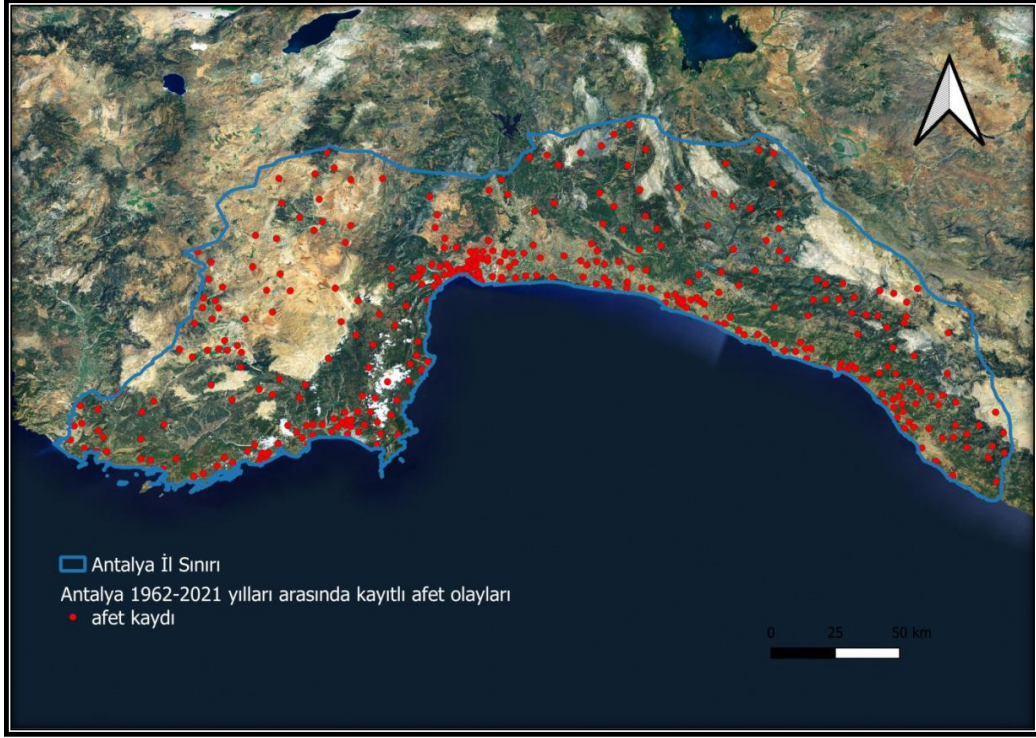 Antalya İl Sınırı
Antalya 1962-2021 yılları arasında kayıtlı afet olayları
afet kaydı
0 25 50 km